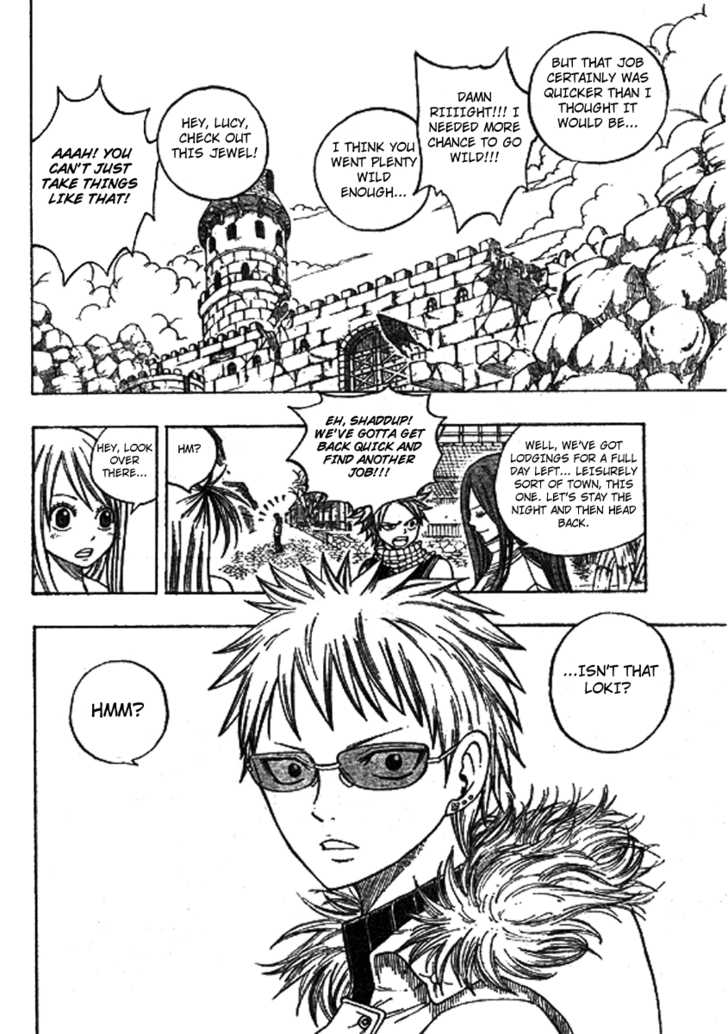 BUT THAT JOB
CERTAINLY WAS
QUICKER THAN I
THOUGHT IT
WOULD BE...
DAMN
RIIIIGHT!!! I
NEEDED MORE
CHANCE TO GO
WILD!!!
I THINK YOU
WENT PLENTY
WILD
ENOUGH...
HEY, LUCY,
CHECK OUT
THIS JEWEL!
AAAH! YOU
CAN'T JUST
TAKE THINGS
LIKE THAT!
WELL, WE'VE GOT
LODGINGS FOR A FULL
DAY LEFT... LEISURELY
SORT OF TOWN, THIS
ONE. LET'S STAY THE
NIGHT AND THEN HEAD
BACK.
EH, SHADDUP!
WE'VE GOTTA GET
BACK QUICK AND
FIND ANOTHER
JOB!!!
HM?
HEY, LOOK
OVER
THERE...
...ISN'T THAT
LOKI?
HMM?